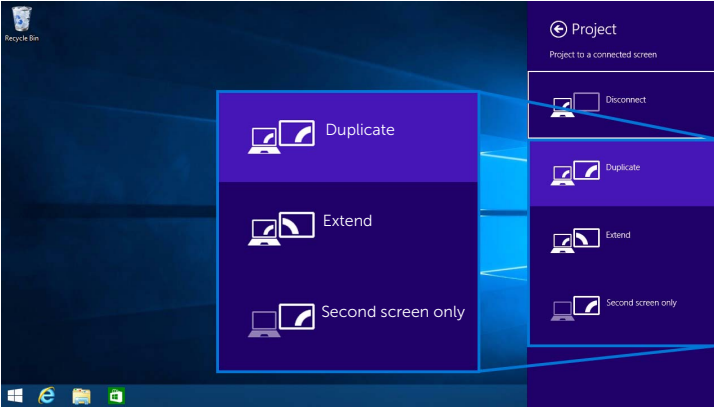 Recycle Bin
Project
Project to a connected screen
Disconnect
Duplicate
Extend
Second screen only
Duplicate
Extend
Second screen only